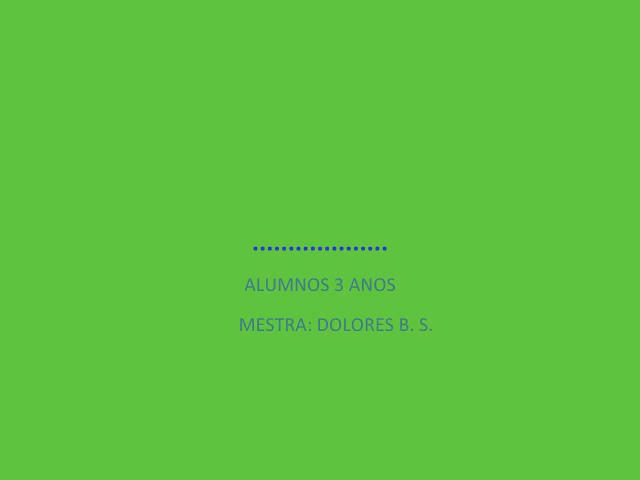 ...................
ALUMNOS 3 ANOS
MESTRA: DOLORES B. S.